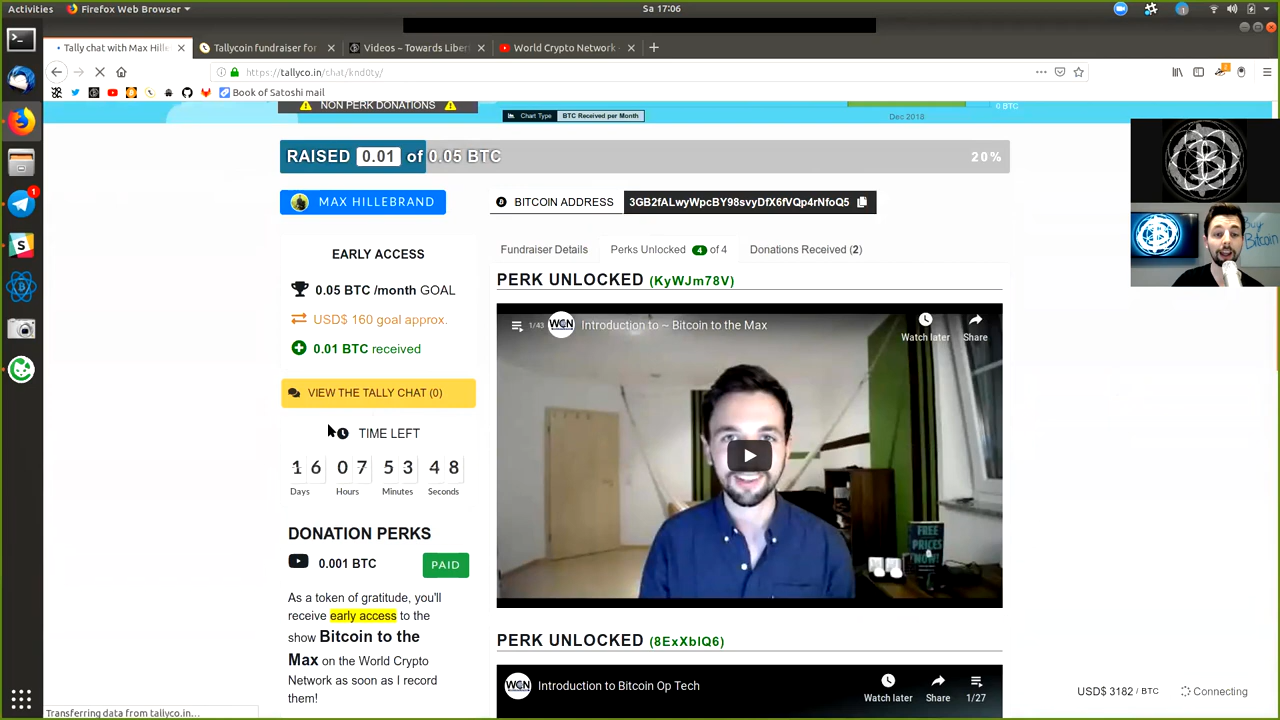 Activities Firefox Web Browser Sa 17:06
Tally chat with Max Hille Tallycoin fundraiser for Videos ~ Towards Libert World Crypto Network -
https://tallyco.in/chat/knd0ty/
Book of Satoshi mail
NON PERK DONATIONS
Chart Type BTC Received per Month
0 BTC
Dec 2018
RAISED 0.01 of 0.05 BTC 20%
MAX HILLEBRAND
BITCOIN ADDRESS 3GB2fALwyWpcBY98svyDfX6fVQp4rNfoQ5
Buy
Bitcoin
EARLY ACCESS
Fundraiser Details Perks Unlocked 4 of 4 Donations Received (2)
PERK UNLOCKED (KyWJm78V)
0.05 BTC /month GOAL
USD$ 160 goal approx.
0.01 BTC received
1/43 WCN Introduction to ~ Bitcoin to the Max
Watch later Share
VIEW THE TALLY CHAT (0)
TIME LEFT
16 07 53 48
Days Hours Minutes Seconds
FREE
PRICES
NOW!
DONATION PERKS
0.001 BTC PAID
As a token of gratitude, you'll
receive early access to the
show Bitcoin to the
Max on the World Crypto
Network as soon as I record
them!
PERK UNLOCKED (8ExXbIQ6)
WCN Introduction to Bitcoin Op Tech
Watch later Share 1/27
USD$ 3182 / BTC Connecting
Transferring data from tallyco.in...